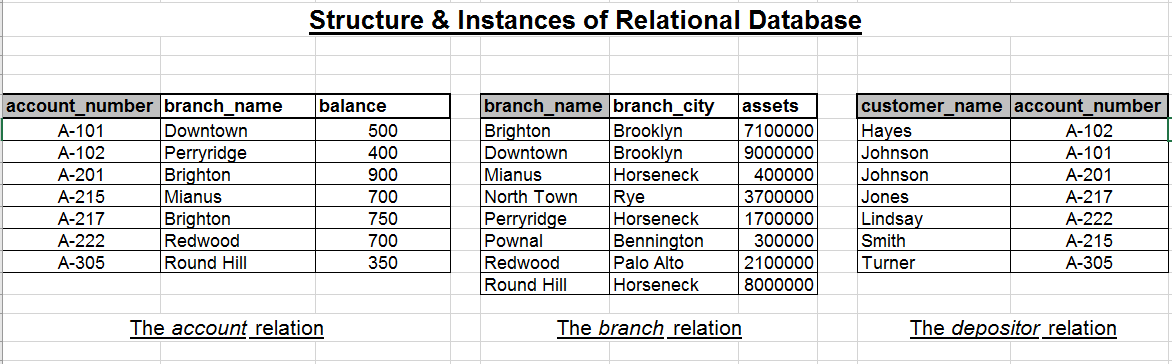 Structure & Instances of Relational Database
account_number branch_name balance
A-101 Downtown 500
A-102 Perryridge 400
A-201 Brighton 900
A-215 Mianus 700
A-217 Brighton 750
A-222 Redwood 700
A-305 Round Hill 350
The account relation
branch_name branch_city assets
Brighton Brooklyn 7100000
Downtown Brooklyn 9000000
Mianus Horseneck 400000
North Town Rye 3700000
Perryridge Horseneck 1700000
Pownal Bennington 300000
Redwood Palo Alto 2100000
Round Hill Horseneck 8000000
The branch relation
customer_name account_number
Hayes A-102
Johnson A-101
Johnson A-201
Jones A-217
Lindsay A-222
Smith A-215
Turner A-305
The depositor relation